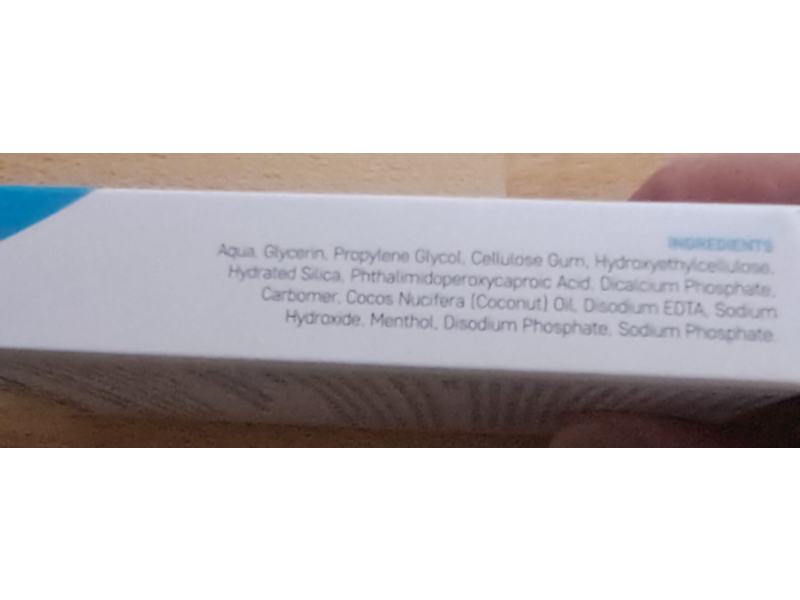 INGREDIENTS
Aqua, Glycerin, Propylene Glycol, Cellulose Gum, Hydroxyethylcellulose,
Hydrated Silica, Phthalimidoperoxycaproic Acid, Dicalcium Phosphate,
Carbomer, Cocos Nucifera (Coconut) Oil, Disodium EDTA, Sodium
Hydroxide, Menthol, Disodium Phosphate, Sodium Phosphate